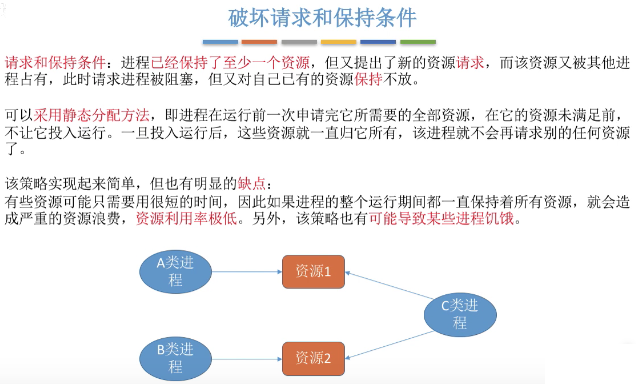 破坏请求和保持条件
请求和保持条件：进程已经保持了至少一个资源，但又提出了新的资源请求，而该资源又被其他进
程占有，此时请求进程被阻塞，但又对自己已有的资源保持不放。
可以采用静态分配方法，即进程在运行前一次申请完它所需要的全部资源，在它的资源未满足前，
不让它投入运行。一旦投入运行后，这些资源就一直归它所有，该进程就不会再请求别的任何资源
了。
该策略实现起来简单，但也有明显的缺点：
有些资源可能只需要用很短的时间，因此如果进程的整个运行期间都一直保持着所有资源，就会造
成严重的资源浪费，资源利用率极低。另外，该策略也有可能导致某些进程饥饿。
A类进
程
资源1
C类进
程
B类进
程
资源2